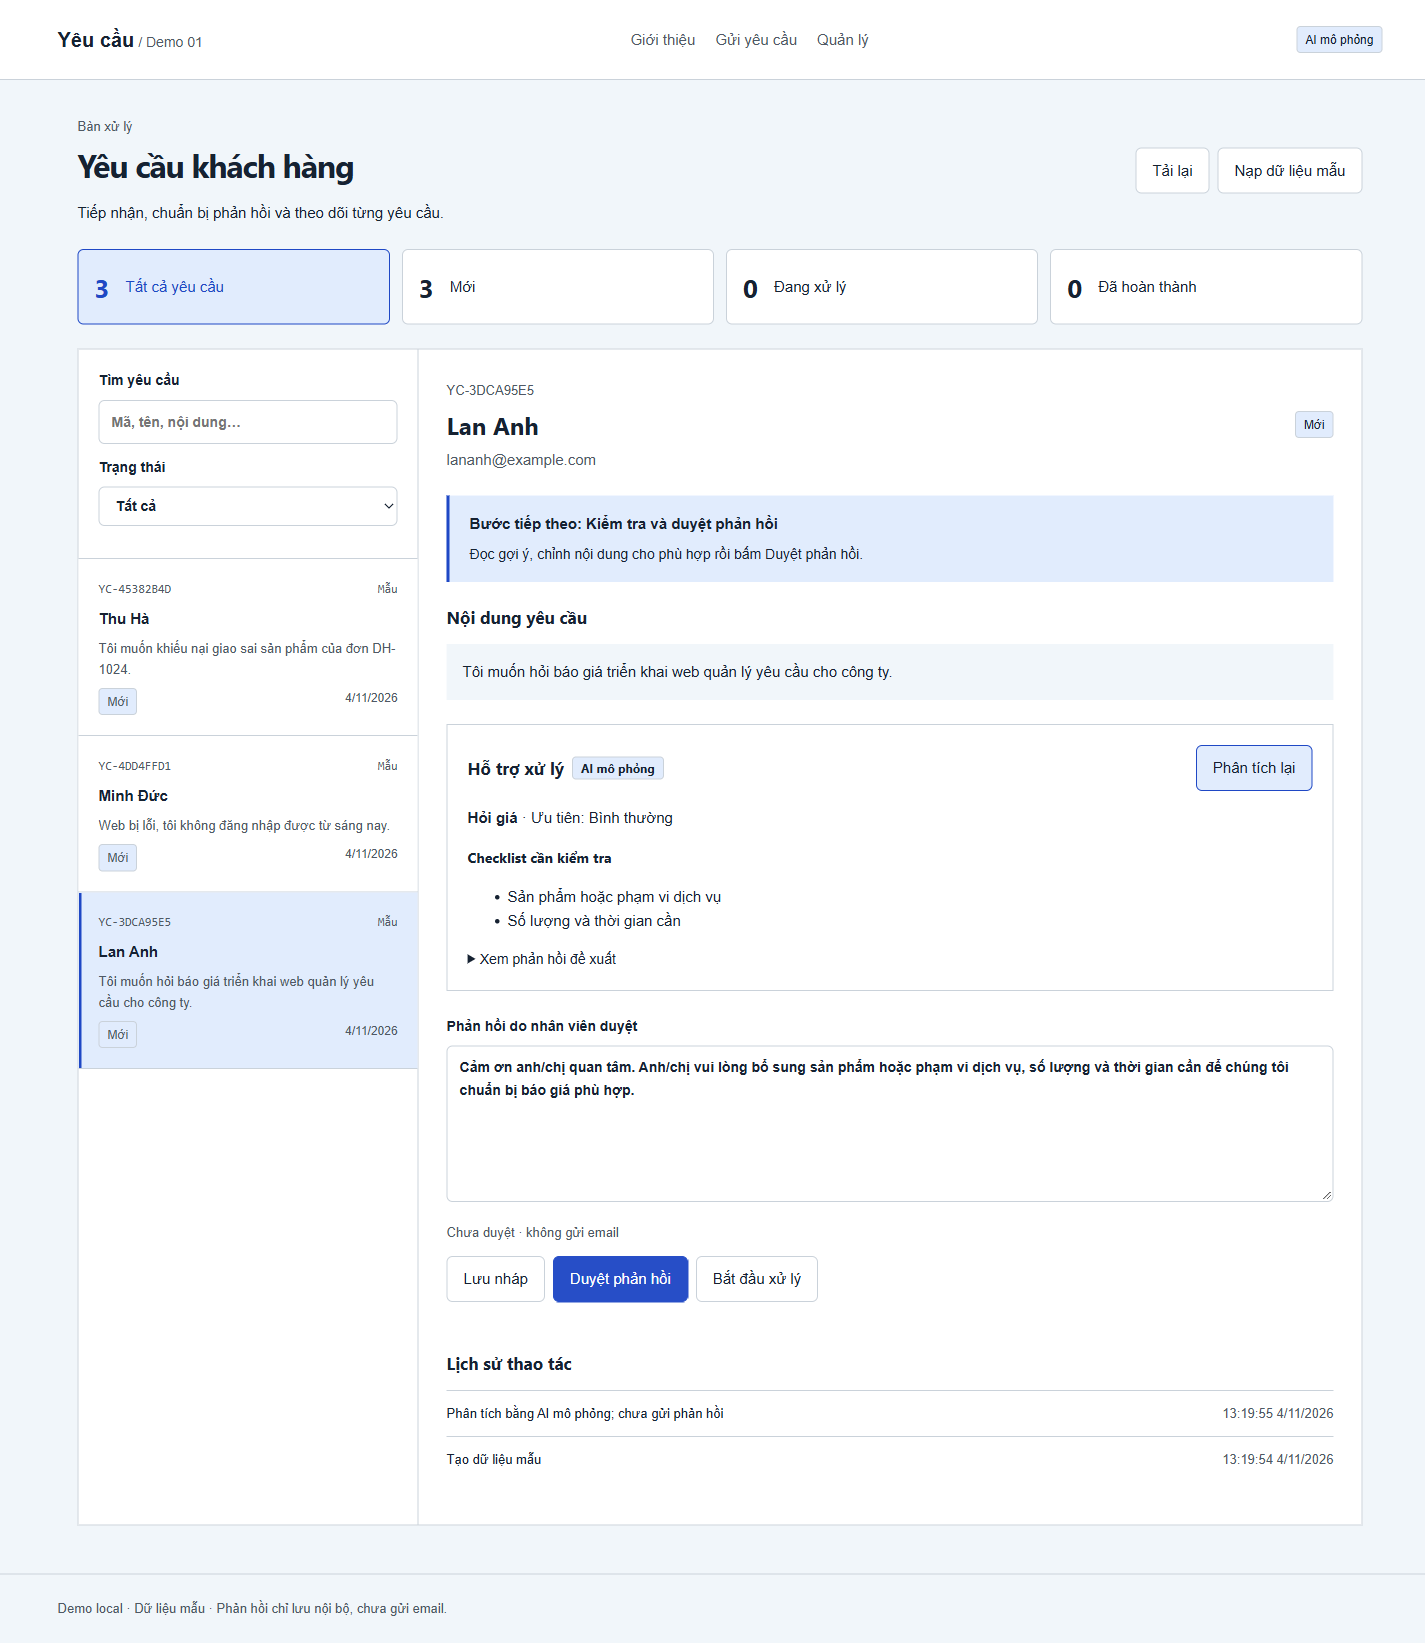 Yêu cầu / Demo 01
Giới thiệu
Gửi yêu cầu
Quản lý
AI mô phỏng
Bàn xử lý
Yêu cầu khách hàng
Tiếp nhận, chuẩn bị phản hồi và theo dõi từng yêu cầu.
Tải lại
Nạp dữ liệu mẫu
3 Tất cả yêu cầu
3 Mới
0 Đang xử lý
0 Đã hoàn thành
Tìm yêu cầu
Mã, tên, nội dung...
Trạng thái
Tất cả
YC-45382B4D Mẫu
Thu Hà
Tôi muốn khiếu nại giao sai sản phẩm của đơn DH-
1024.
Mới 4/11/2026
YC-4DD4FFD1 Mẫu
Minh Đức
Web bị lỗi, tôi không đăng nhập được từ sáng nay.
Mới 4/11/2026
YC-3DCA95E5 Mẫu
Lan Anh
Tôi muốn hỏi báo giá triển khai web quản lý yêu
cầu cho công ty.
Mới 4/11/2026
YC-3DCA95E5
Lan Anh
Mới
lananh@example.com
Bước tiếp theo: Kiểm tra và duyệt phản hồi
Đọc gợi ý, chỉnh nội dung cho phù hợp rồi bấm Duyệt phản hồi.
Nội dung yêu cầu
Tôi muốn hỏi báo giá triển khai web quản lý yêu cầu cho công ty.
Hỗ trợ xử lý AI mô phỏng
Phân tích lại
Hỏi giá · Ưu tiên: Bình thường
Checklist cần kiểm tra
• Sản phẩm hoặc phạm vi dịch vụ
• Số lượng và thời gian cần
▶ Xem phản hồi đề xuất
Phản hồi do nhân viên duyệt
Cảm ơn anh/chị quan tâm. Anh/chị vui lòng bổ sung sản phẩm hoặc phạm vi dịch vụ, số lượng và thời gian cần để chúng tôi
chuẩn bị báo giá phù hợp.
Chưa duyệt · không gửi email
Lưu nháp
Duyệt phản hồi
Bắt đầu xử lý
Lịch sử thao tác
Phân tích bằng AI mô phỏng; chưa gửi phản hồi 13:19:55 4/11/2026
Tạo dữ liệu mẫu 13:19:54 4/11/2026
Demo local · Dữ liệu mẫu · Phản hồi chỉ lưu nội bộ, chưa gửi email.